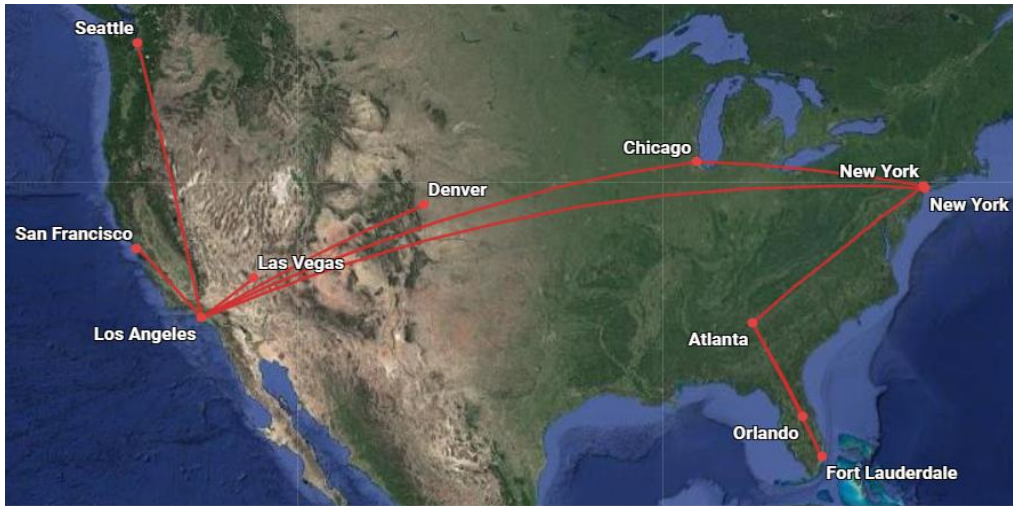 Seattle
Chicago
New York
Denver
New York
San Francisco
Las Vegas
Los Angeles
Atlanta
Orlando
Fort Lauderdale